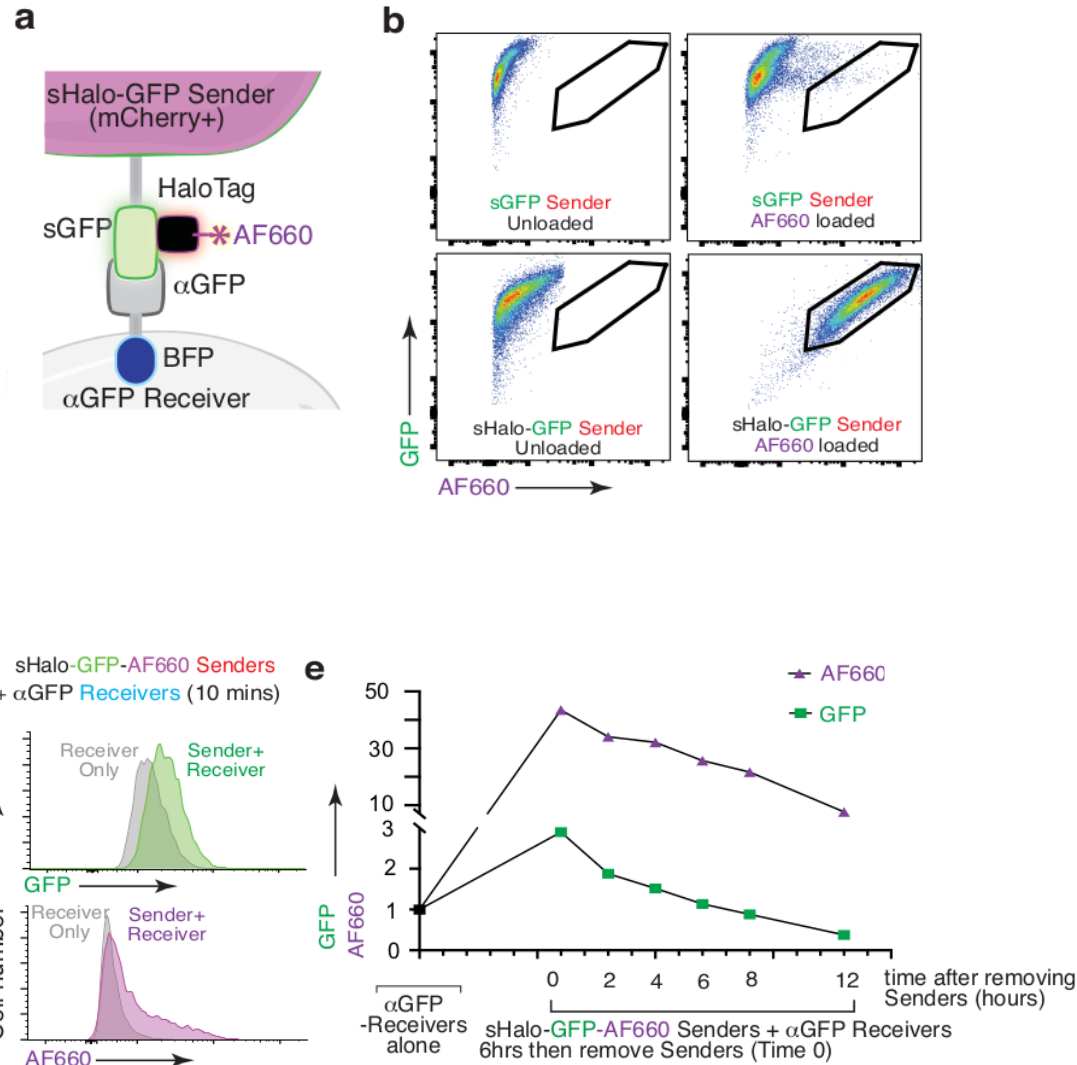 a
sHalo-GFP Sender
(mCherry+)
HaloTag
sGFP
AF660
αGFP
BFP
αGFP Receiver
b
sGFP Sender
Unloaded
sGFP Sender
AF660 loaded
sHalo-GFP Sender
Unloaded
sHalo-GFP Sender
AF660 loaded
GFP
AF660
sHalo-GFP-AF660 Senders
+ αGFP Receivers (10 mins)
Receiver
Only
Sender+
Receiver
GFP
Receiver
Only
Sender+
Receiver
number
AF660
e
AF660
GFP
50
30
10
3
2
1
0
GFP
AF660
0 2 4 6 8 12
time after removing
Senders (hours)
αGFP
-Receivers
alone
sHalo-GFP-AF660 Senders + αGFP Receivers
6hrs then remove Senders (Time 0)